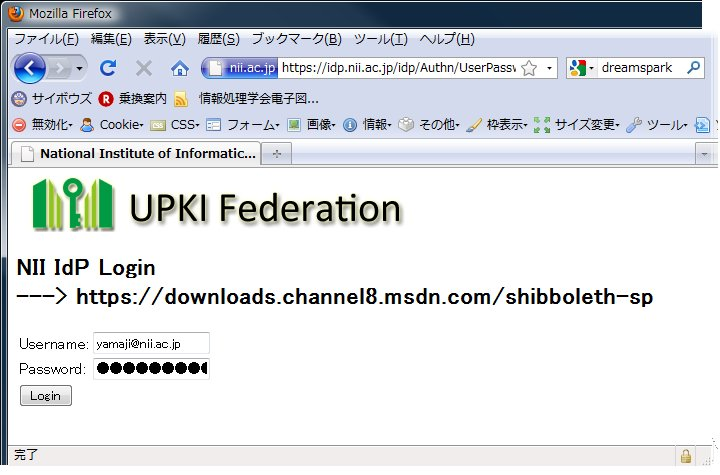 Mozilla Firefox
ファイル(F) 編集(E) 表示(V) 履歴(S) ブックマーク(B) ツール(T) ヘルプ(H)
nii.ac.jp https://idp.nii.ac.jp/idp/Authn/UserPassw dreamspark
サイボウズ 乗換案内 情報処理学会電子図...
無効化 Cookie CSS フォーム 画像 情報 その他 枠表示 サイズ変更 ツール
National Institute of Informatic...
UPKI Federation
NII IdP Login
---> https://downloads.channel8.msdn.com/shibboleth-sp
Username: yamaji@nii.ac.jp
Password: ●●●●●●●●●
Login
完了